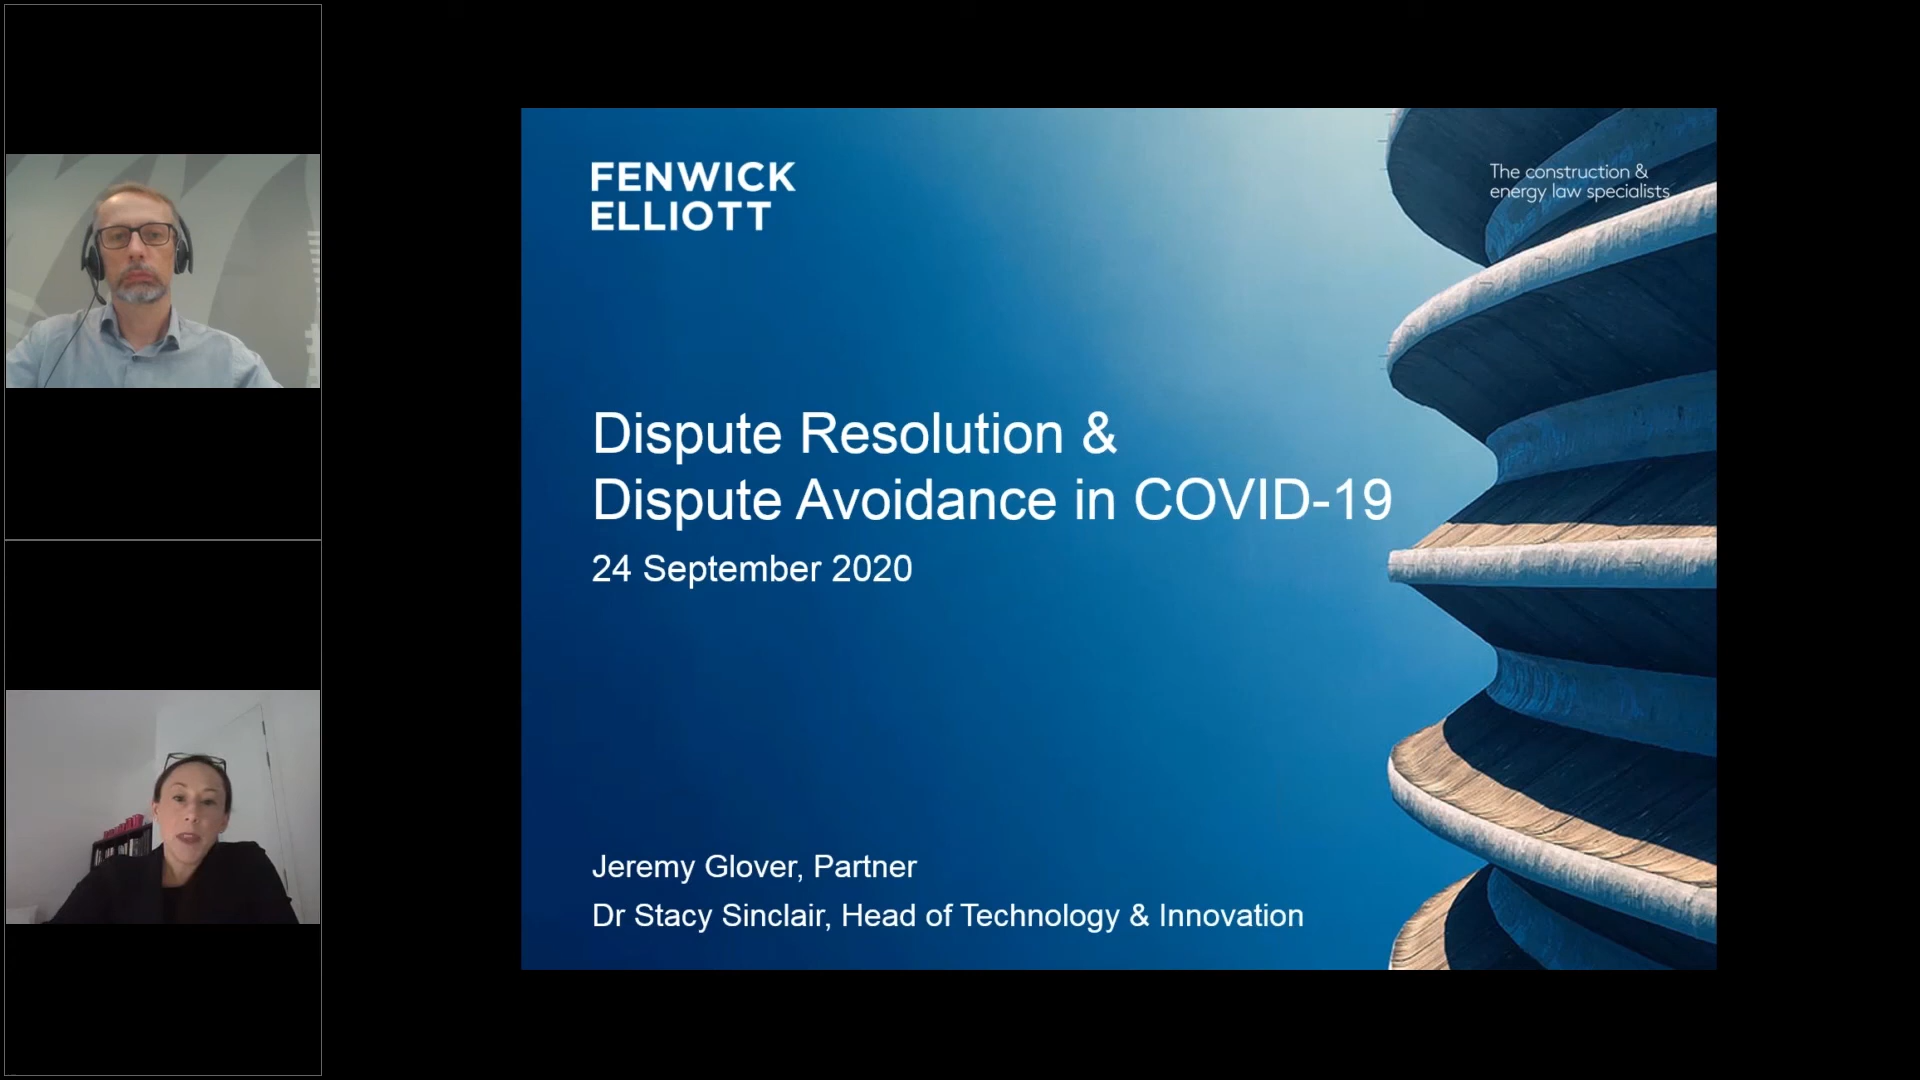 FENWICK
ELLIOTT
The construction &
energy law specialists
Dispute Resolution &
Dispute Avoidance in COVID-19
24 September 2020
Jeremy Glover, Partner
Dr Stacy Sinclair, Head of Technology & Innovation